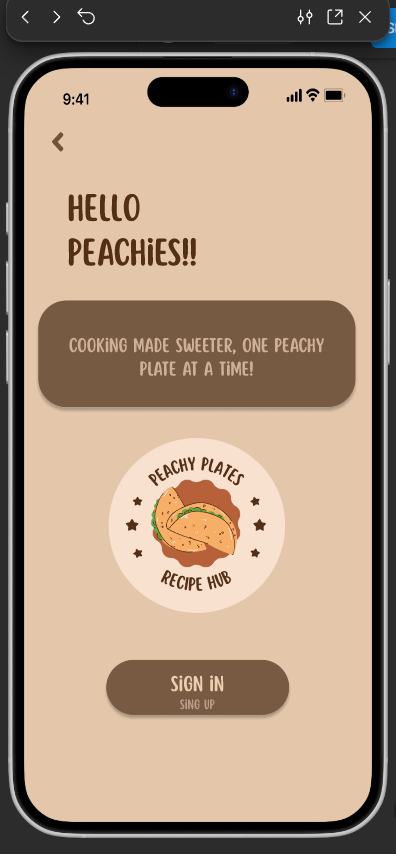 9:41
HELLO
PEACHiES!!
COOKiNG MADE SWEETER, ONE PEACHY
PLATE AT A TiME!
PEACHY PLATES
RECIPE HUB
SiGN iN
SiNG UP